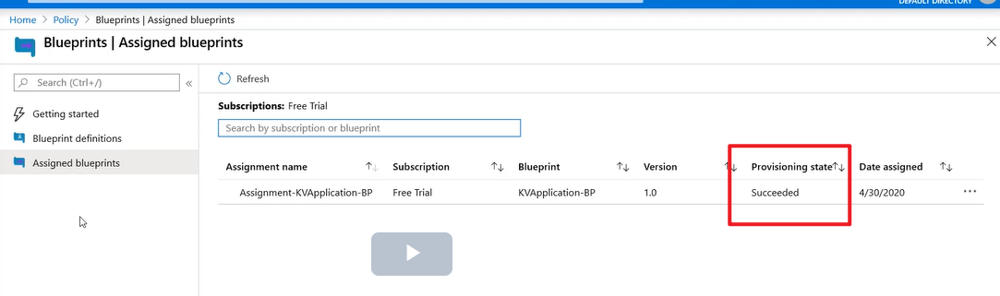 DEFAULT DIRECTORY
Home > Policy > Blueprints | Assigned blueprints
Blueprints | Assigned blueprints
Search (Ctrl+/)
Refresh
Getting started
Blueprint definitions
Assigned blueprints
Subscriptions: Free Trial
Search by subscription or blueprint
Assignment name Subscription Blueprint Version Provisioning state Date assigned
Assignment-KVApplication-BP Free Trial KVApplication-BP 1.0 Succeeded 4/30/2020